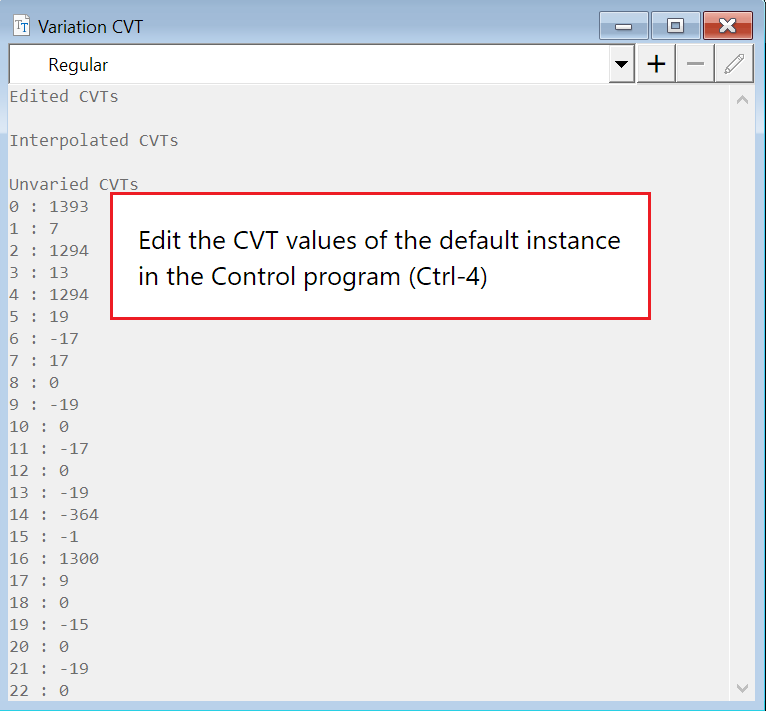 Variation CVT
Regular
Edited CVTs
Interpolated CVTs
Unvaried CVTs
0 : 1393
1 : 7
2 : 1294
3 : 13
4 : 1294
5 : 19
6 : -17
7 : 17
8 : 0
9 : -19
10 : 0
11 : -17
12 : 0
13 : -19
14 : -364
15 : -1
16 : 1300
17 : 9
18 : 0
19 : -15
20 : 0
21 : -19
22 : 0
Edit the CVT values of the default instance
in the Control program (Ctrl-4)